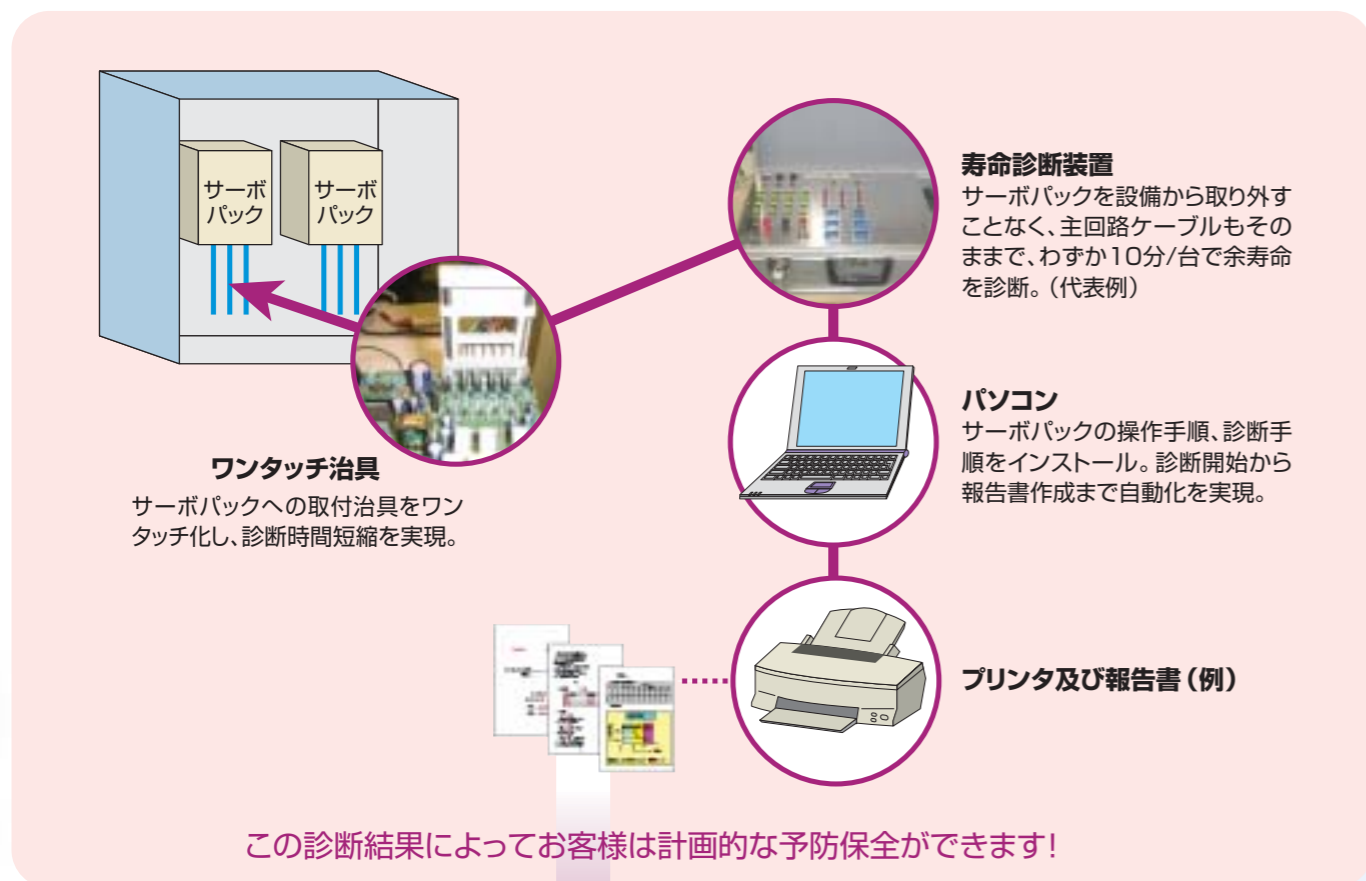 サーボ
パック
サーボ
パック
寿命診断装置
サーボパックを設備から取り外す
ことなく、主回路ケーブルもその
ままで、わずか10分/台で余寿命
を診断。（代表例）
ワンタッチ治具
サーボパックへの取付治具をワン
タッチ化し、診断時間短縮を実現。
パソコン
サーボパックの操作手順、診断手
順をインストール。診断開始から
報告書作成まで自動化を実現。
プリンタ及び報告書（例）
この診断結果によってお客様は計画的な予防保全ができます！